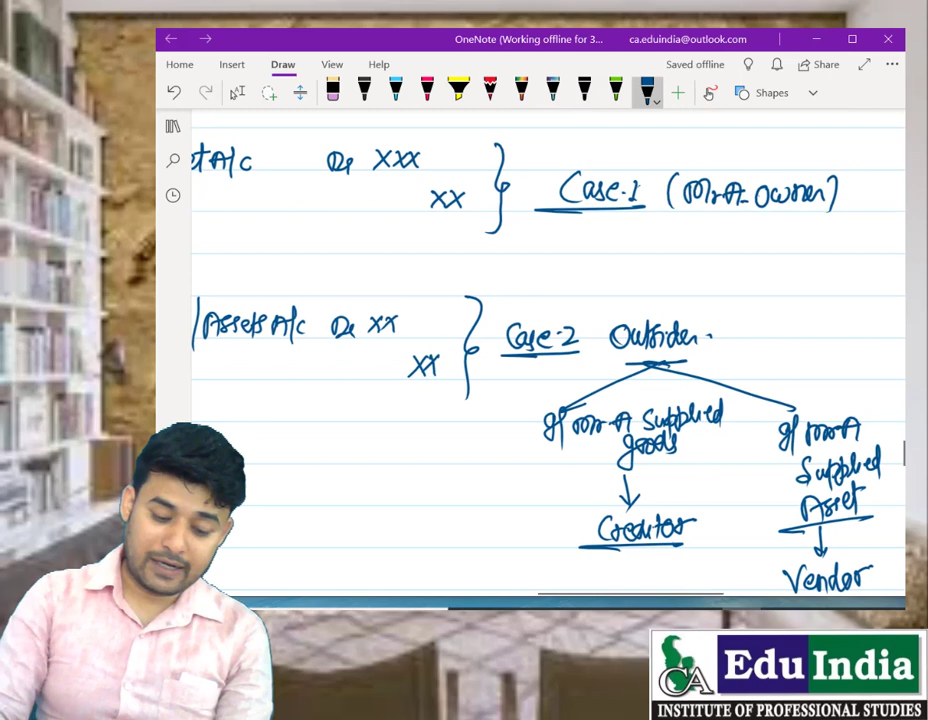 OneNote (Working offline for 3...
ca.eduindia@outlook.com
Home Insert Draw View Help
Saved offline
Share
Shapes
A/c Dr XXX
XX
Case-1 (Mr A- Owner)
Assets A/c Dr XX
XX
Case-2 Outsider.
If Mr A Supplied
goods
Creditor
If Mr A
Supplied
Asset
Vendor
CA
Edu India
INSTITUTE OF PROFESSIONAL STUDIES